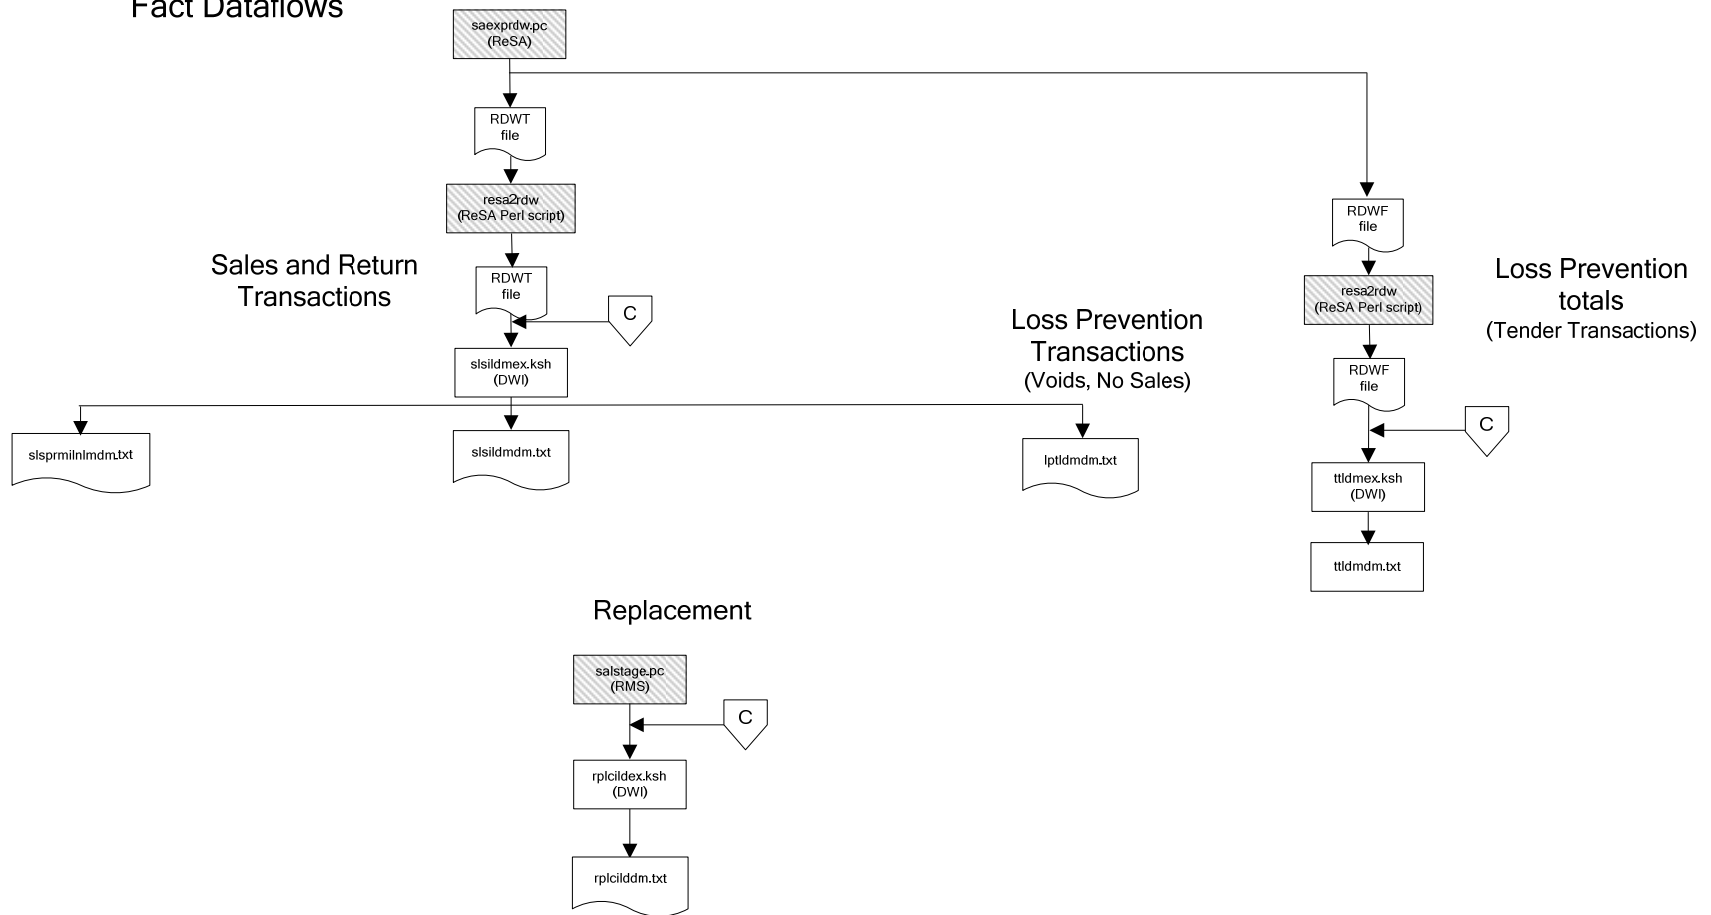 Fact Dataflows
saexprdw.pc
(ReSA)
RDWT
file
resa2rdw
(ReSA Perl script)
Sales and Return
Transactions
RDWT
file
C
slsildmex.ksh
(DWI)
slsprmilnlmdm.txt
slsildmdm.txt
Loss Prevention
Transactions
(Voids, No Sales)
lptldmdm.txt
RDWF
file
resa2rdw
(ReSA Perl script)
Loss Prevention
totals
(Tender Transactions)
RDWF
file
C
ttldmex.ksh
(DWI)
ttldmdm.txt
Replacement
salstage.pc
(RMS)
C
rplcildex.ksh
(DWI)
rplcilddm.txt